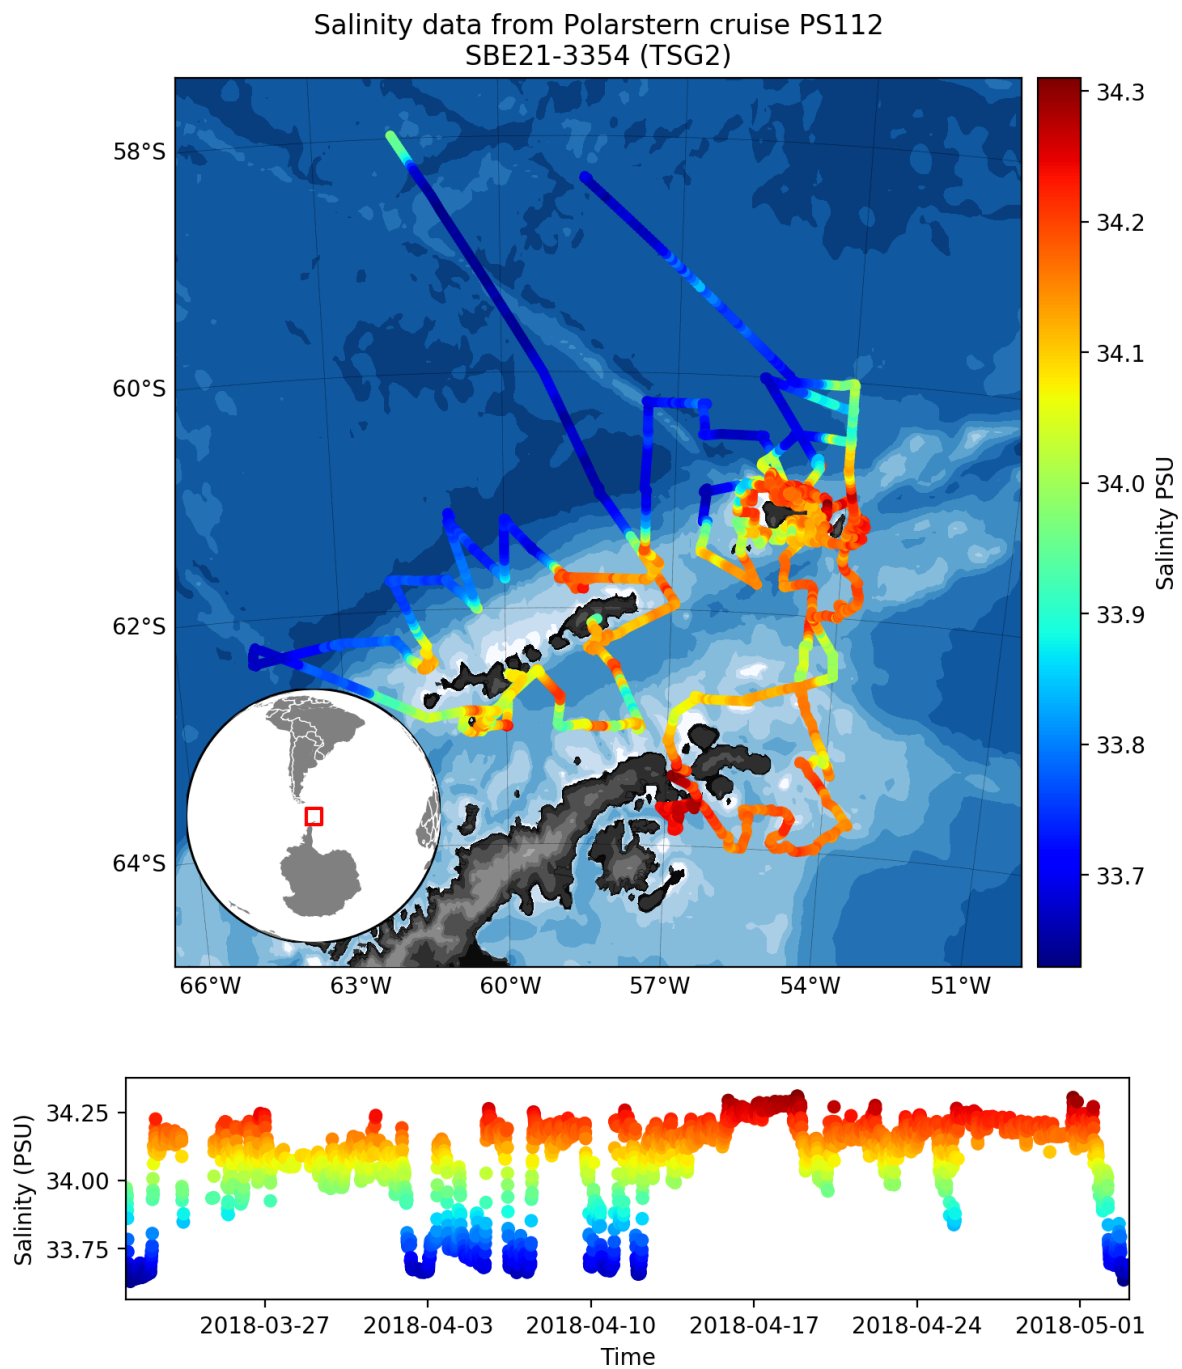 Salinity data from Polarstern cruise PS112
SBE21-3354 (TSG2)
58°S
60°S
62°S
64°S
66°W
63°W
60°W
57°W
54°W
51°W
34.3
34.2
34.1
34.0
33.9
33.8
33.7
Salinity PSU
Salinity (PSU)
34.25
34.00
33.75
2018-03-27
2018-04-03
2018-04-10
2018-04-17
2018-04-24
2018-05-01
Time